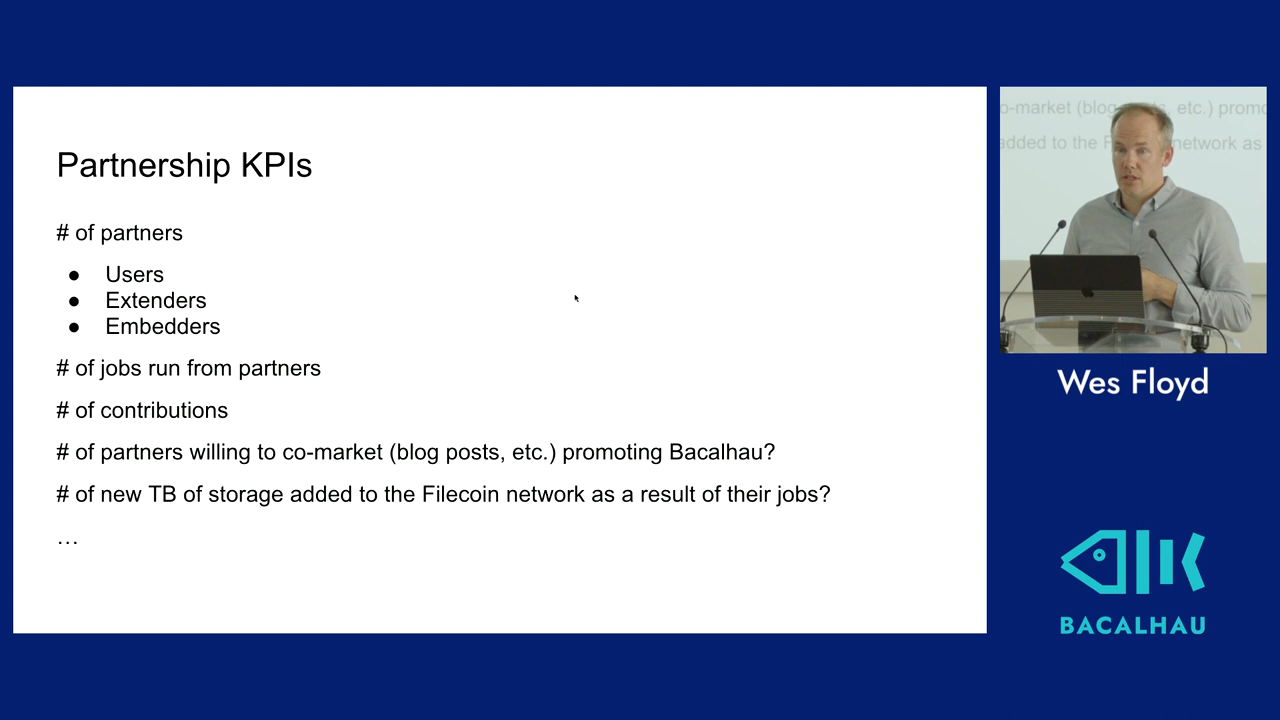 Partnership KPIs
# of partners
● Users
● Extenders
● Embedders
# of jobs run from partners
# of contributions
# of partners willing to co-market (blog posts, etc.) promoting Bacalhau?
# of new TB of storage added to the Filecoin network as a result of their jobs?
…
o-market (blog posts, etc.) promo
added to the Filecoin network as
Wes Floyd
BACALHAU